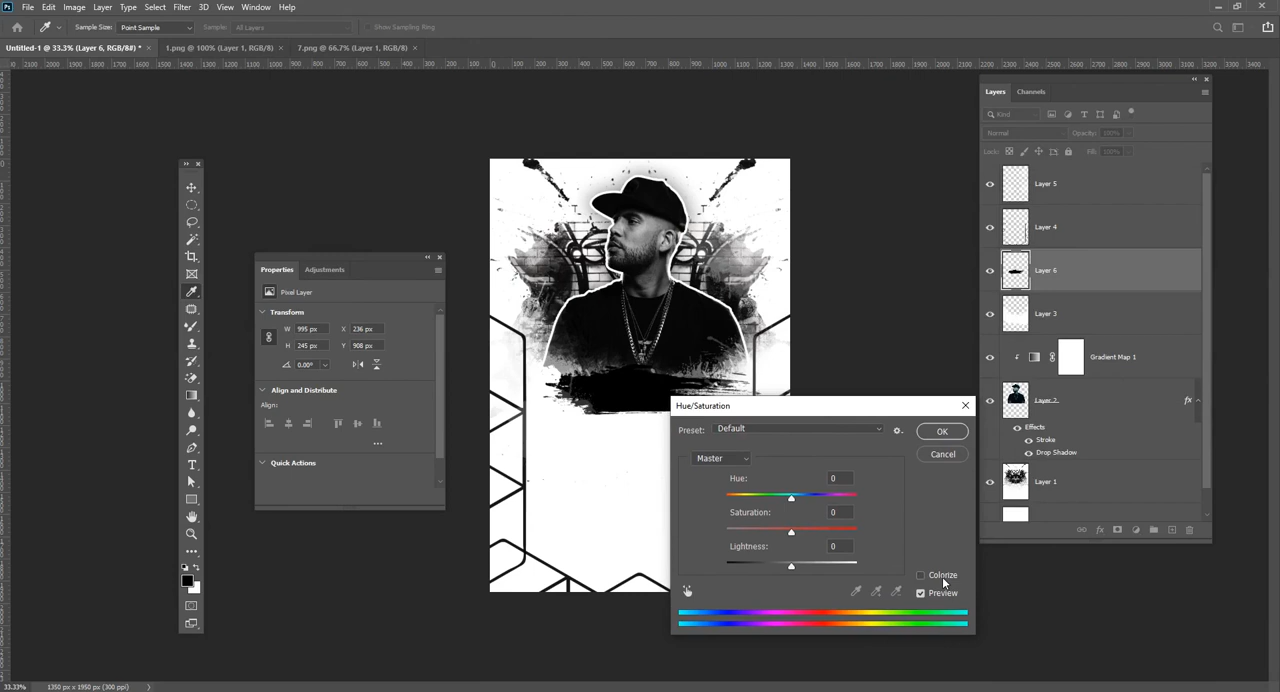 Ps File Edit Image Layer Type Select Filter 3D View Window Help
Sample Size: Point Sample Sample: All Layers Show Sampling Ring
Untitled-1 @ 33.3% (Layer 6, RGB/8#) * × 1.png @ 100% (Layer 1, RGB/8) × 7.png @ 66.7% (Layer 1, RGB/8) ×
Layers Channels
Kind
Normal Opacity: 100%
Lock: Fill: 100%
Layer 5
Layer 4
Layer 6
Layer 3
Gradient Map 1
Layer 2
fx
Effects
Stroke
Drop Shadow
Layer 1
fx
Properties Adjustments
Pixel Layer
Transform
W 995 px X 236 px
H 245 px Y 908 px
0.00°
Align and Distribute
Align:
Quick Actions
Hue/Saturation
Preset: Default
OK
Cancel
Master
Hue: 0
Saturation: 0
Lightness: 0
Colorize
Preview
33.33% 1350 px x 1950 px (300 ppi)